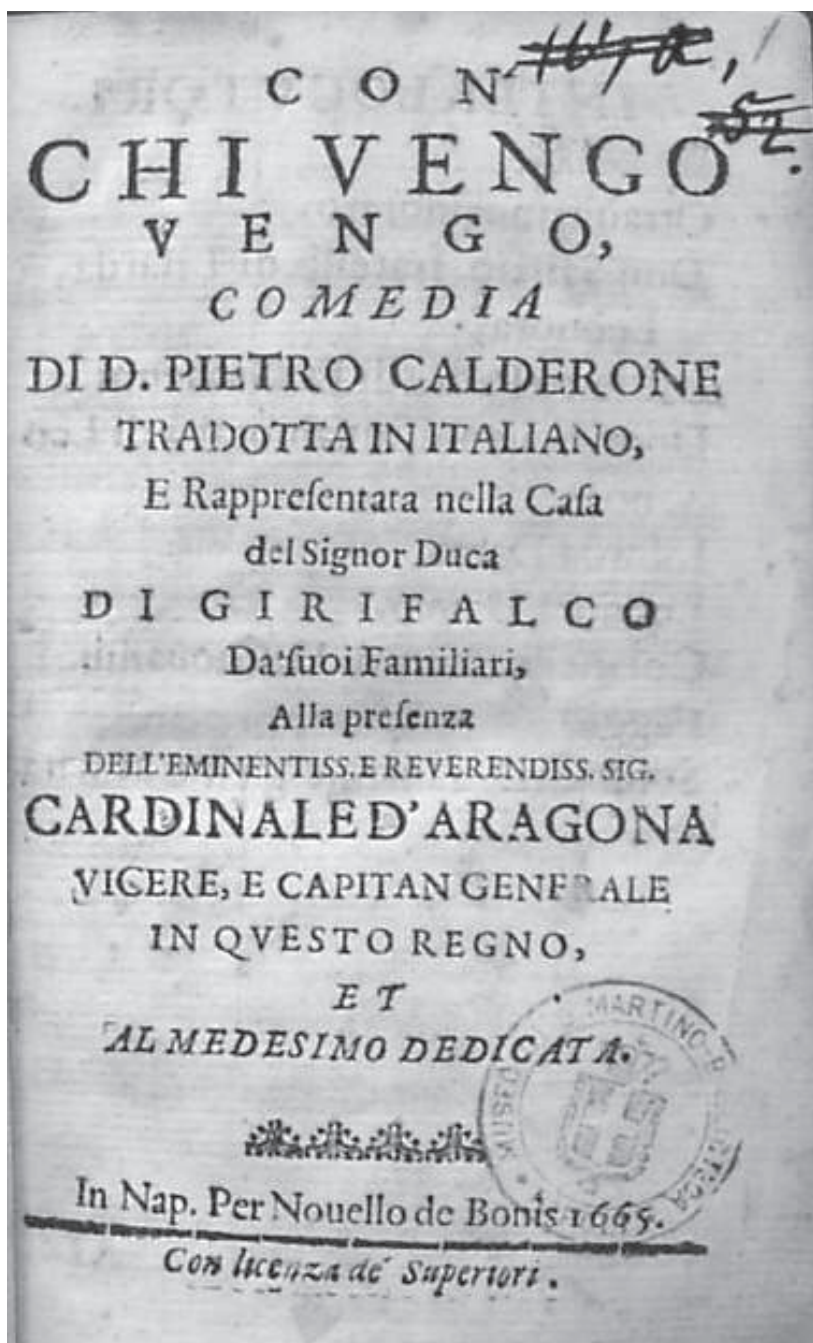 CON
CHI VENGO
VENGO,
COMEDIA
DI D. PIETRO CALDERONE
TRADOTTA IN ITALIANO,
E Rappreſentata nella Caſa
del Signor Duca
DI GIRIFALCO
Da'ſuoi Familiari,
Alla preſenza
DELL'EMINENTISS. E REVERENDISS. SIG.
CARDINALE D'ARAGONA
VICERE, E CAPITAN GENERALE
IN QVESTO REGNO,
ET
AL MEDESIMO DEDICATA.
MUSEO MARTINO
In Nap. Per Nouello de Bonis 1665.
Con licenza de' Superiori.